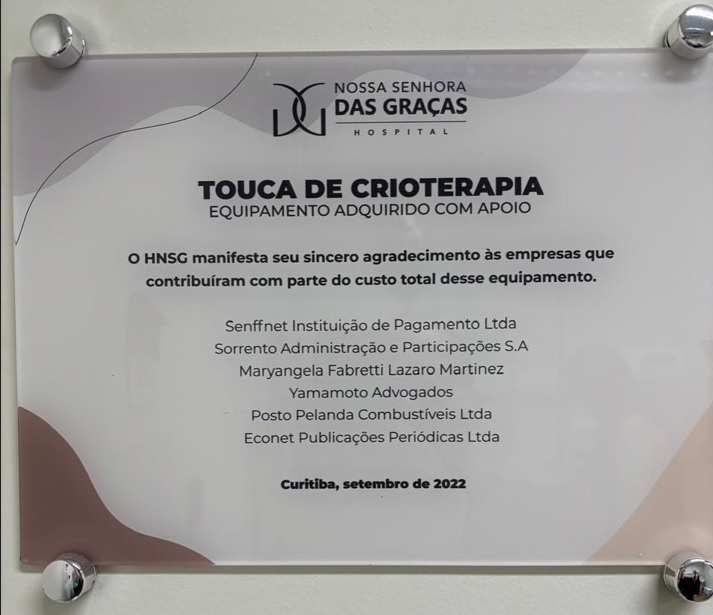 NOSSA SENHORA
DAS GRAÇAS
HOSPITAL
TOUCA DE CRIOTERAPIA
EQUIPAMENTO ADQUIRIDO COM APOIO
O HNSG manifesta seu sincero agradecimento às empresas que
contribuíram com parte do custo total desse equipamento.
Senffnet Instituição de Pagamento Ltda
Sorrento Administração e Participações S.A
Maryangela Fabretti Lazaro Martinez
Yamamoto Advogados
Posto Pelanda Combustíveis Ltda
Econet Publicações Periódicas Ltda
Curitiba, setembro de 2022